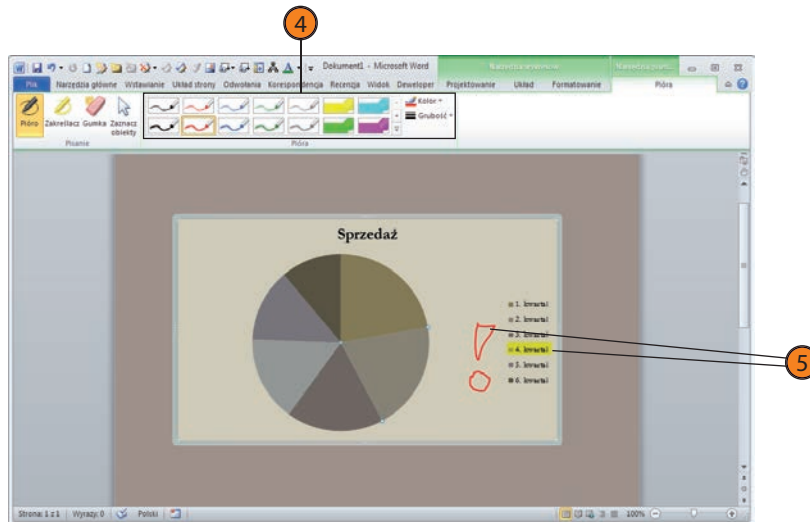 4
Dokument1 - Microsoft Word
Plik Narzędzia główne Wstawianie Układ strony Odwołania Korespondencja Recenzja Widok Deweloper Projektowanie Układ Formatowanie Pióra
Kolor
Grubość
Pióro Zakreślacz Gumka Zaznacz obiekty
Pisanie Pióra
Sprzedaż
1. kwartał
2. kwartał
3. kwartał
4. kwartał
5. kwartał
6. kwartał
5
Strona: 1 z 1 Wyrazy: 0 Polski 100%